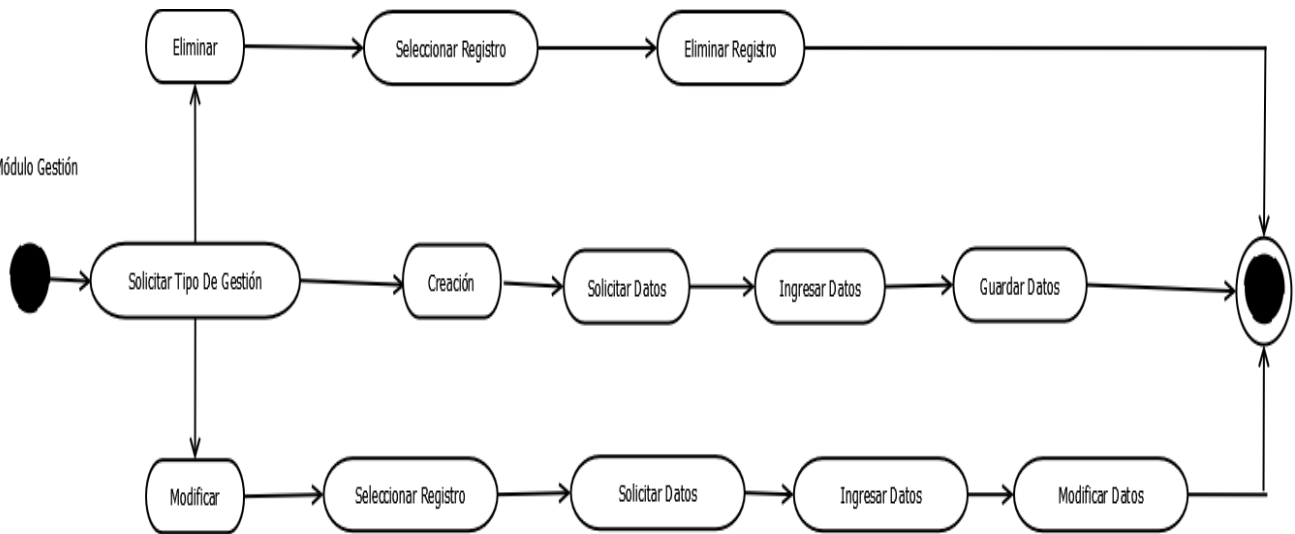 Eliminar
Seleccionar Registro
Eliminar Registro
Módulo Gestión
Solicitar Tipo De Gestión
Creación
Solicitar Datos
Ingresar Datos
Guardar Datos
Modificar
Seleccionar Registro
Solicitar Datos
Ingresar Datos
Modificar Datos